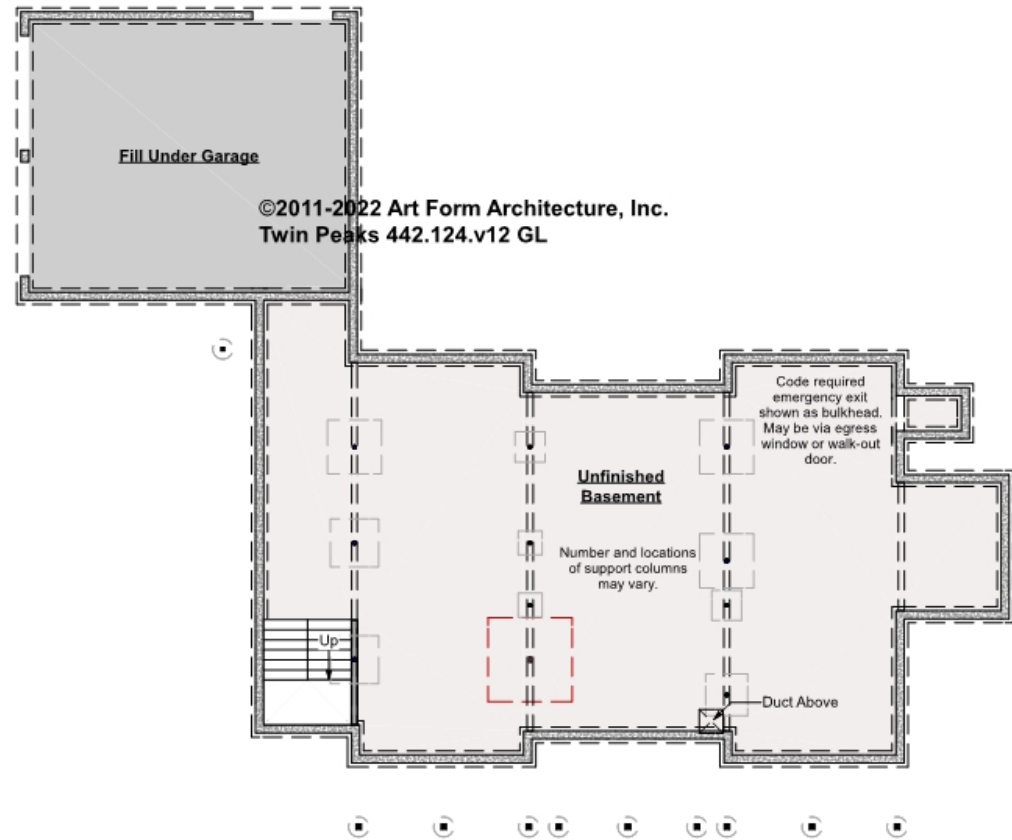 Fill Under Garage
©2011-2022 Art Form Architecture, Inc.
Twin Peaks 442.124.v12 GL
Code required
emergency exit
shown as bulkhead.
May be via egress
window or walk-out
door.
Unfinished
Basement
Number and locations
of support columns
may vary.
Up
Duct Above